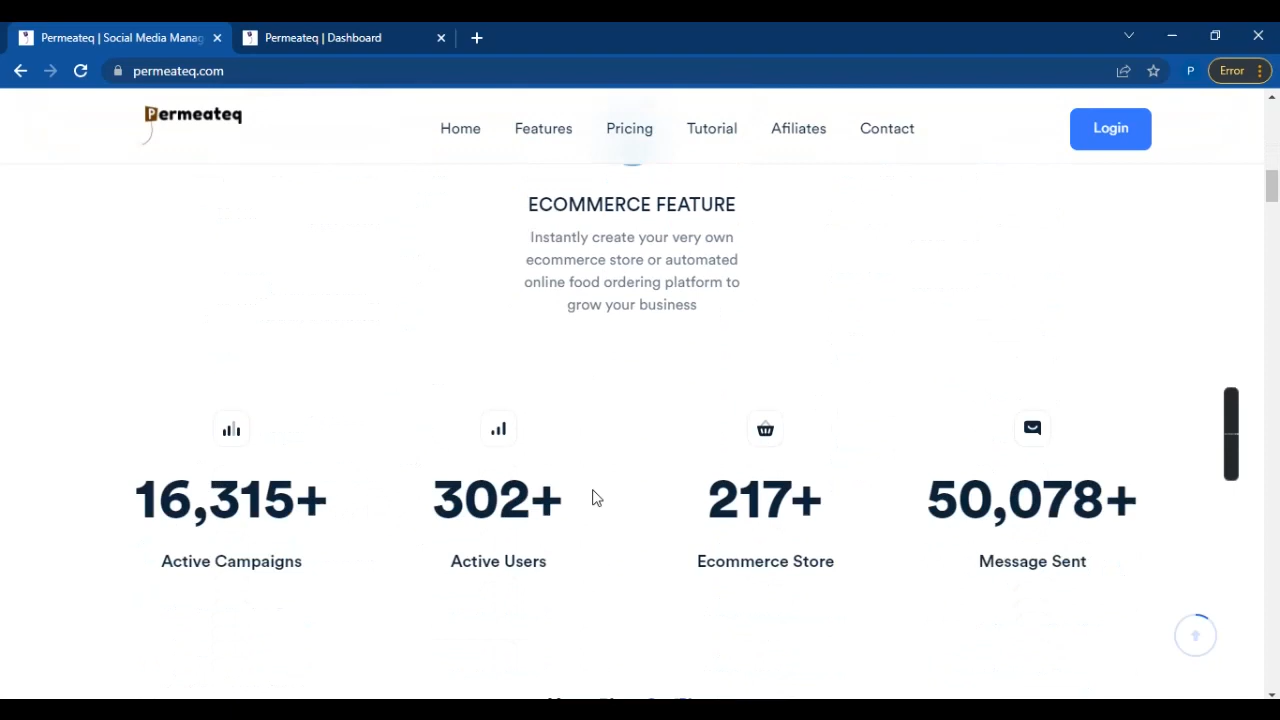 Permeateq | Social Media Manag
Permeateq | Dashboard
permeateq.com
P
Error
Permeateq
Home
Features
Pricing
Tutorial
Afiliates
Contact
Login
ECOMMERCE FEATURE
Instantly create your very own
ecommerce store or automated
online food ordering platform to
grow your business
16,315+
302+
217+
50,078+
Active Campaigns
Active Users
Ecommerce Store
Message Sent